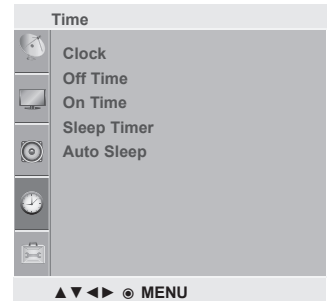 Time
Clock
Off Time
On Time
Sleep Timer
Auto Sleep
▲▼◄► ◉ MENU